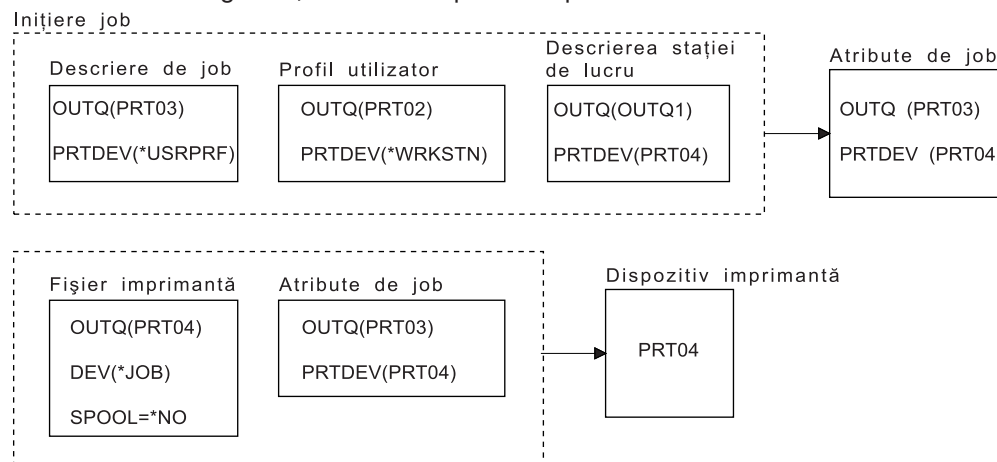 Inițiere job
Descriere de job
OUTQ(PRT03)
PRTDEV(*USRPRF)
Profil utilizator
OUTQ(PRT02)
PRTDEV(*WRKSTN)
Descrierea stației
de lucru
OUTQ(OUTQ1)
PRTDEV(PRT04)
Atribute de job
OUTQ (PRT03)
PRTDEV (PRT04
Fişier imprimantă
OUTQ(PRT04)
DEV(*JOB)
SPOOL=*NO
Atribute de job
OUTQ(PRT03)
PRTDEV(PRT04)
Dispozitiv imprimantă
PRT04